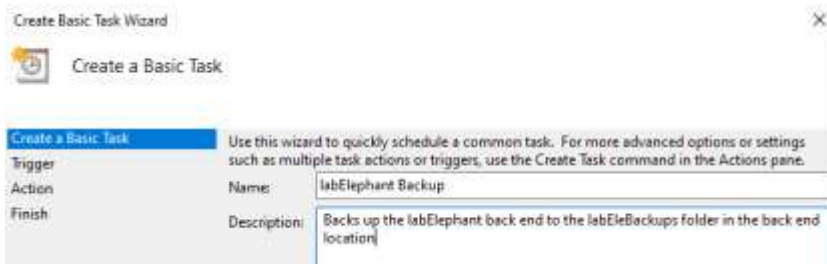 Create Basic Task Wizard
Create a Basic Task
Create a Basic Task
Trigger
Action
Finish
Use this wizard to quickly schedule a common task. For more advanced options or settings
such as multiple task actions or triggers, use the Create Task command in the Actions pane.
Name: labElephant Backup
Description: Backs up the labElephant back end to the labEleBackups folder in the back end
location